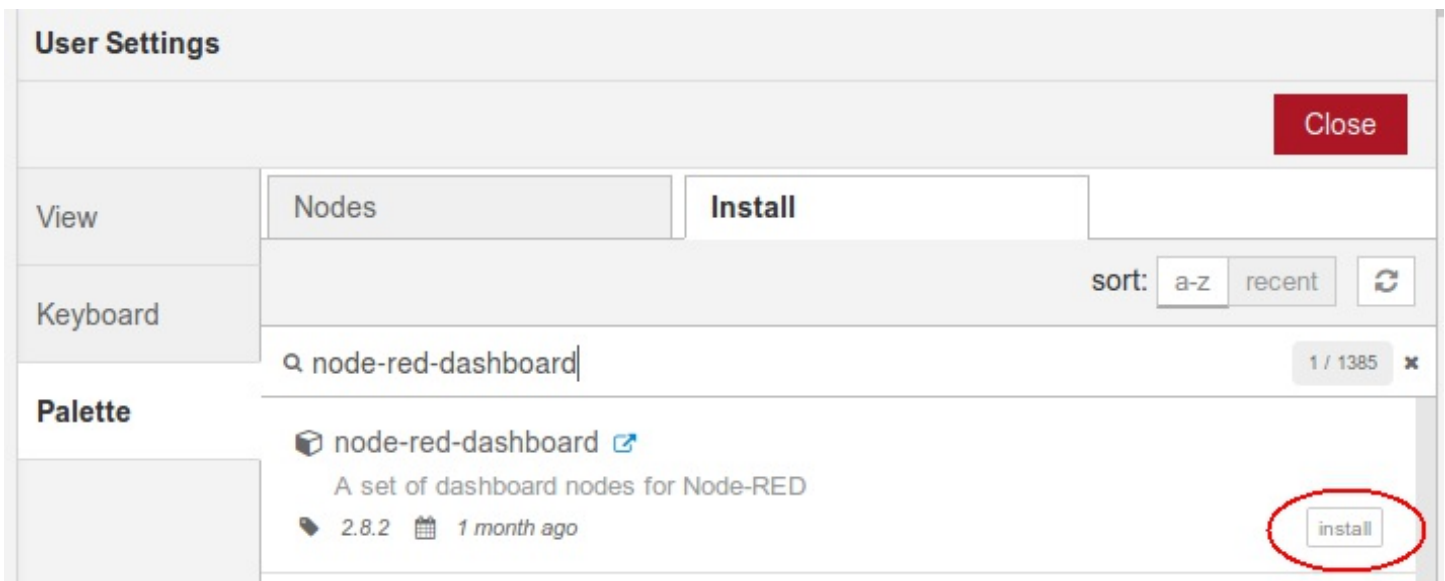 User Settings
Close
View
Nodes
Install
sort: a-z recent
Keyboard
node-red-dashboard
1 / 1385
Palette
node-red-dashboard
A set of dashboard nodes for Node-RED
2.8.2 1 month ago
install